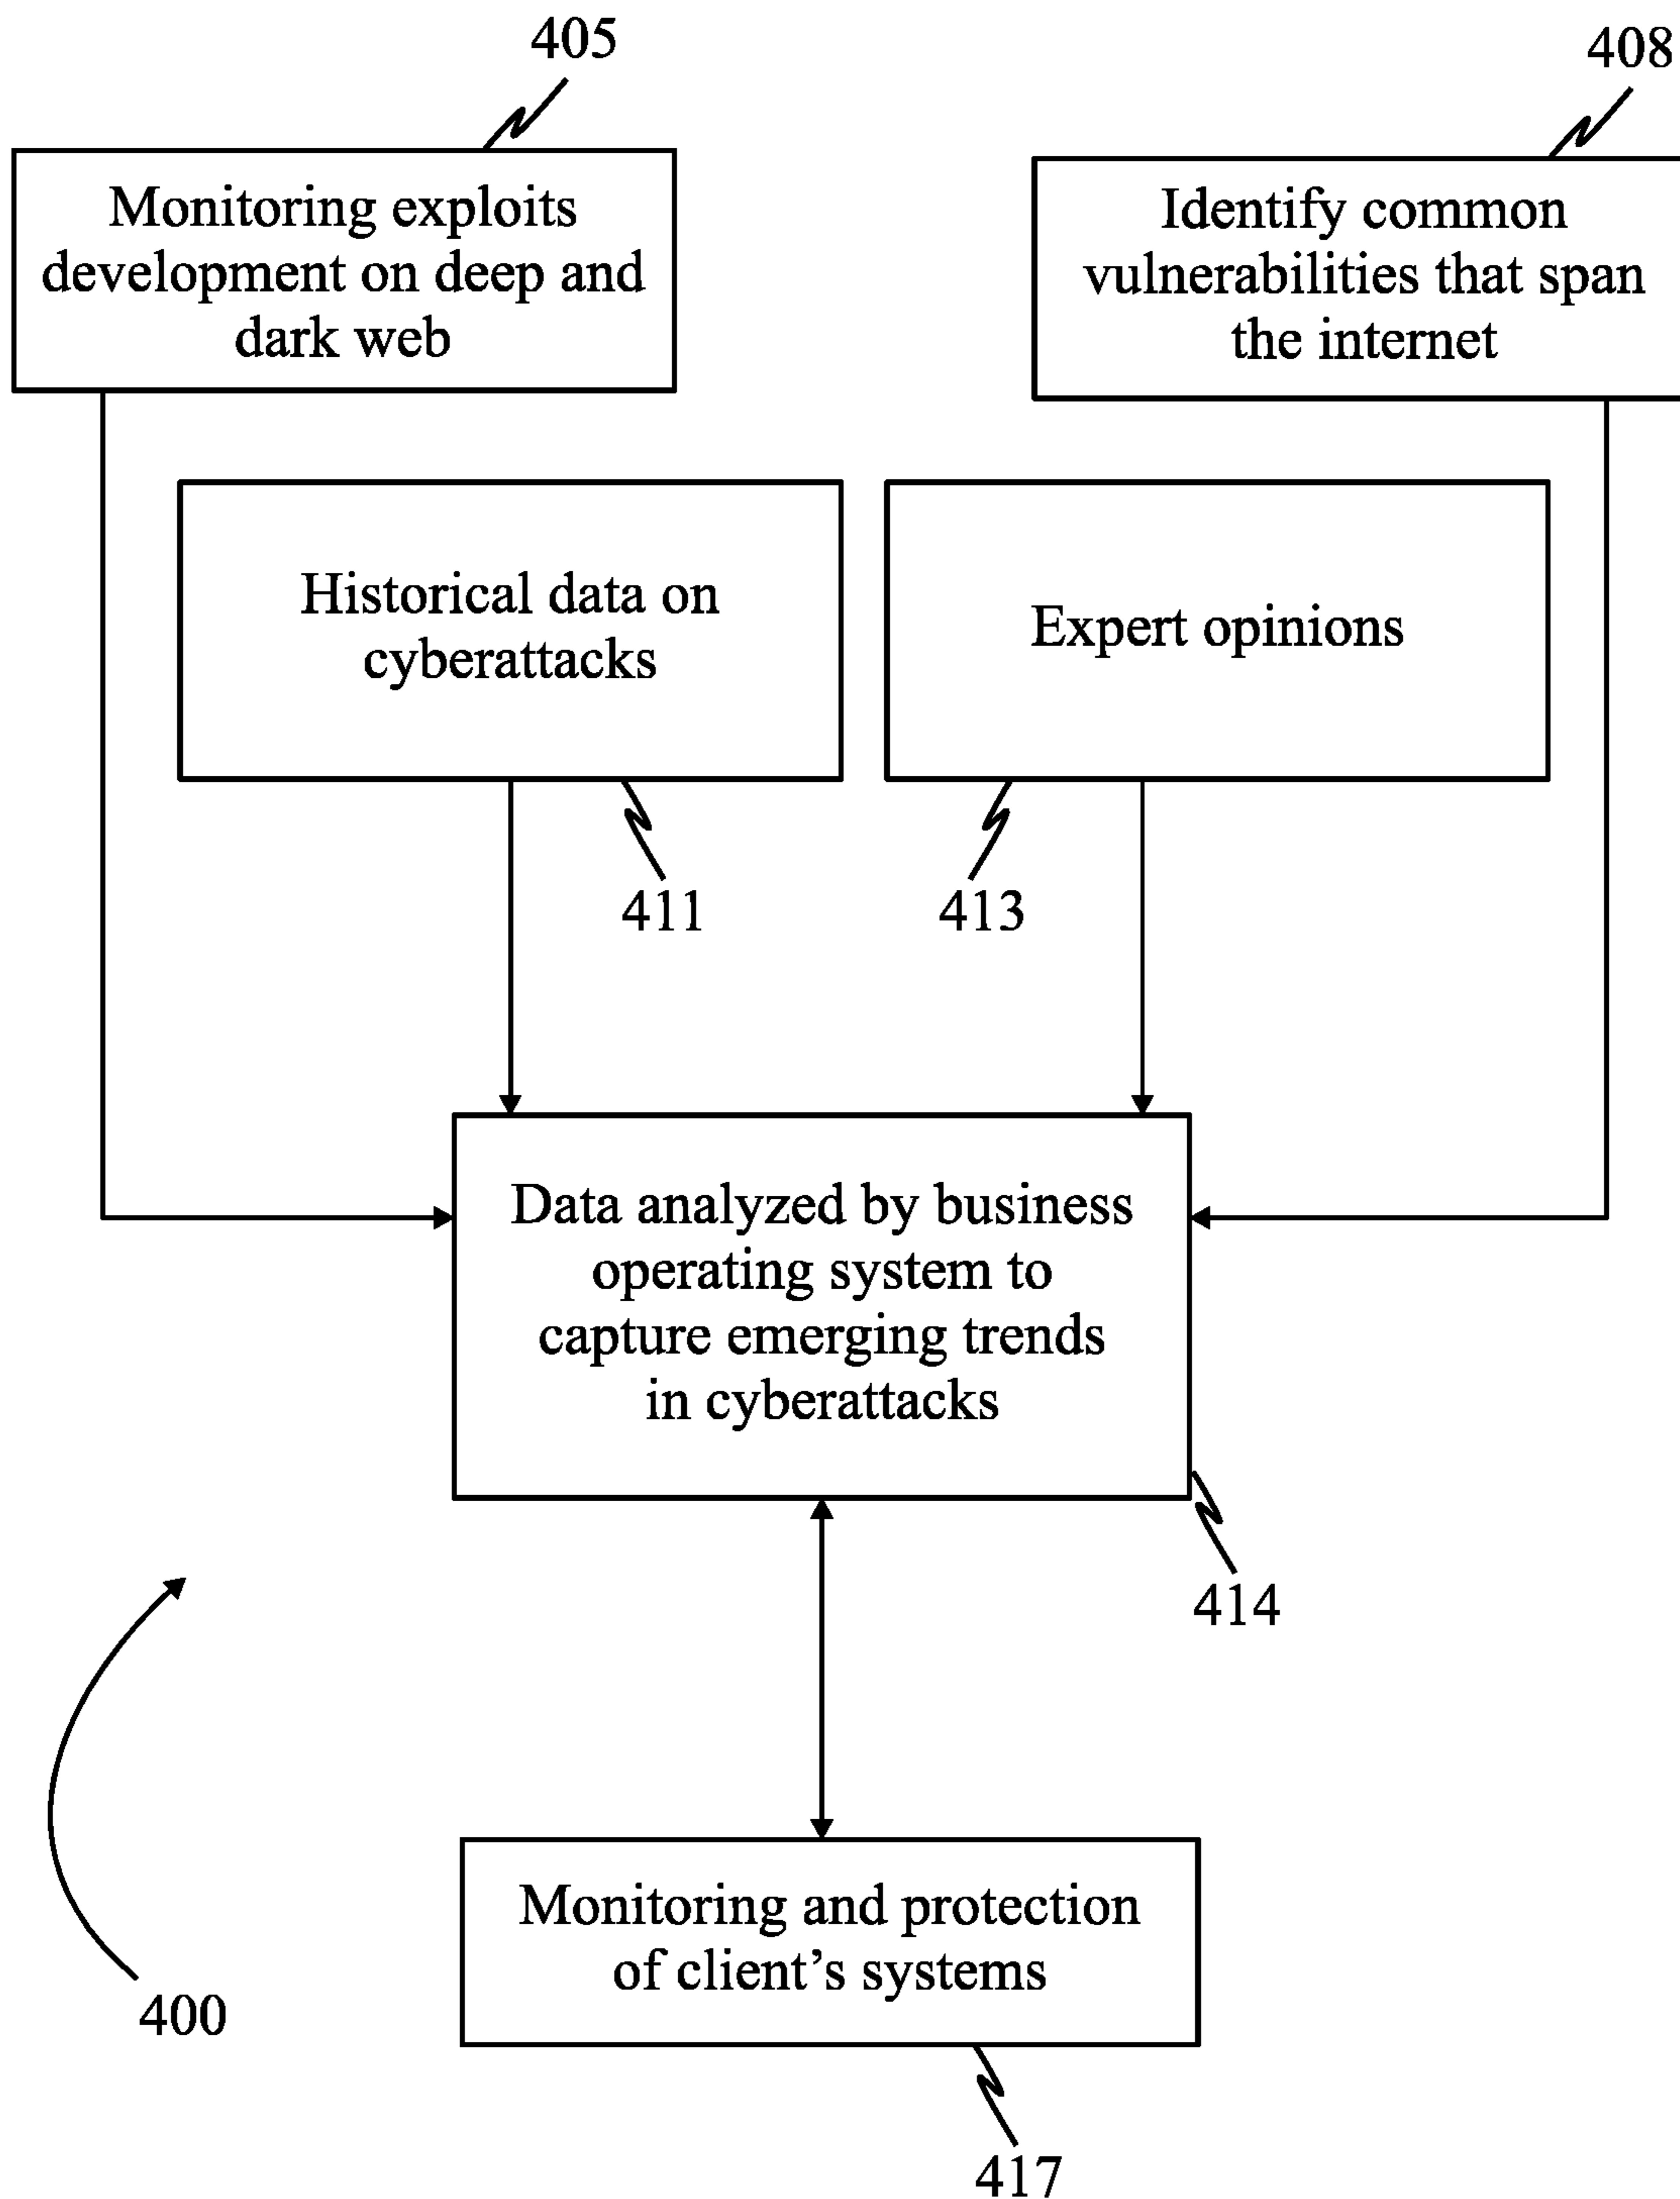 405
408
Monitoring exploits
development on deep and
dark web
Identify common
vulnerabilities that span
the internet
Historical data on
cyberattacks
Expert opinions
411
413
Data analyzed by business
operating system to
capture emerging trends
in cyberattacks
414
Monitoring and protection
of client’s systems
400
417